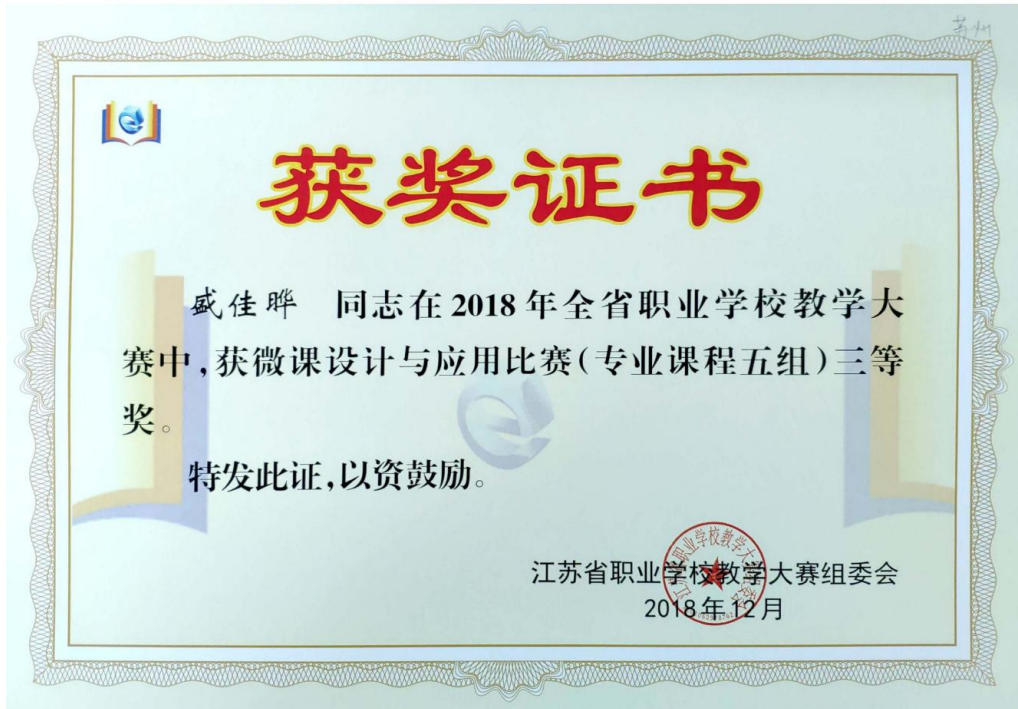 苏州
获奖证书
盛佳晔 同志在2018年全省职业学校教学大
赛中,获微课设计与应用比赛(专业课程五组)三等
奖。
特发此证,以资鼓励。
江苏省职业学校教学大赛组委会
2018年12月